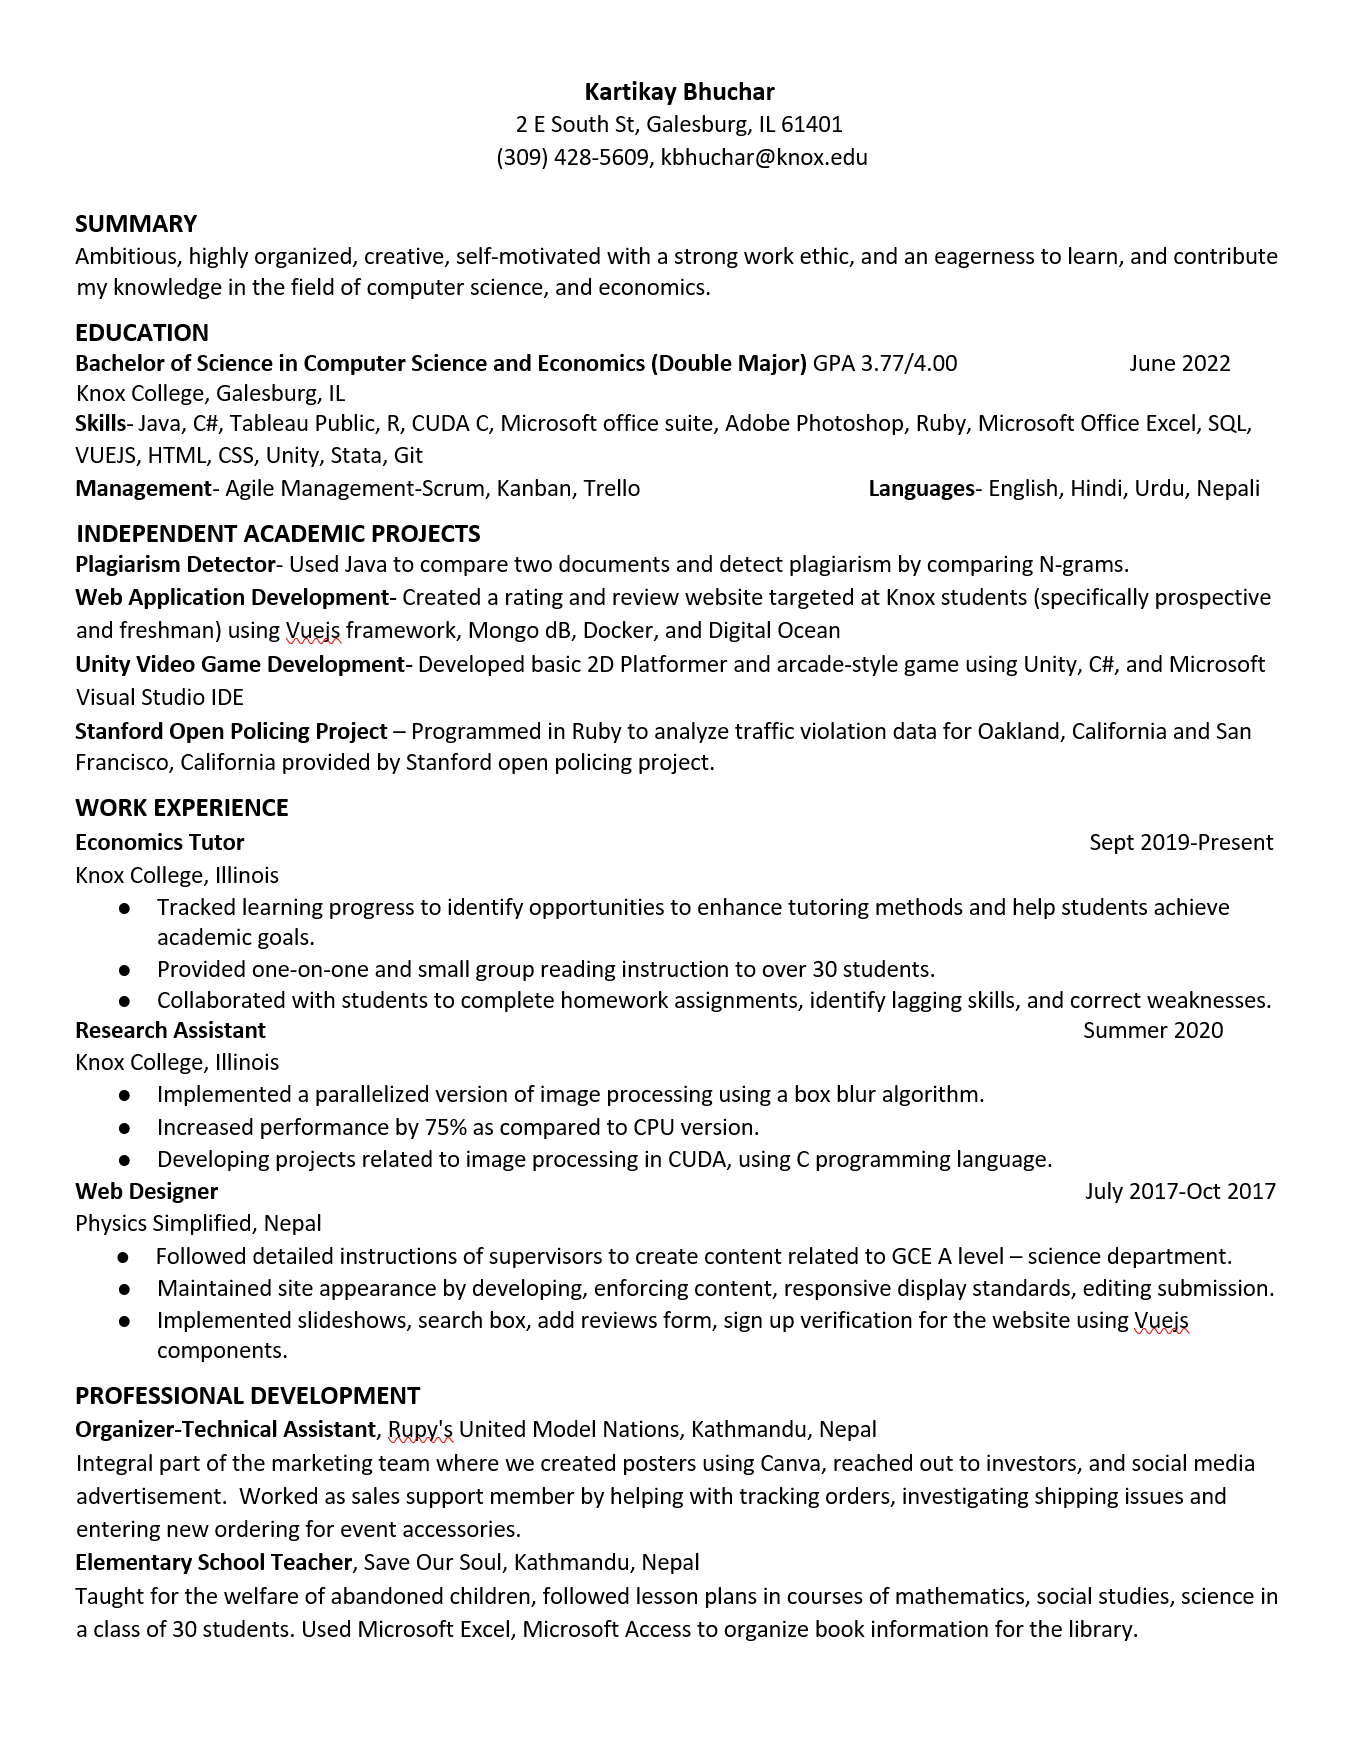 Kartikay Bhuchar
2 E South St, Galesburg, IL 61401
(309) 428-5609, kbhuchar@knox.edu
SUMMARY
Ambitious, highly organized, creative, self-motivated with a strong work ethic, and an eagerness to learn, and contribute
my knowledge in the field of computer science, and economics.
EDUCATION
Bachelor of Science in Computer Science and Economics (Double Major) GPA 3.77/4.00 June 2022
Knox College, Galesburg, IL
Skills- Java, C#, Tableau Public, R, CUDA C, Microsoft office suite, Adobe Photoshop, Ruby, Microsoft Office Excel, SQL,
VUEJS, HTML, CSS, Unity, Stata, Git
Management- Agile Management-Scrum, Kanban, Trello Languages- English, Hindi, Urdu, Nepali
INDEPENDENT ACADEMIC PROJECTS
Plagiarism Detector- Used Java to compare two documents and detect plagiarism by comparing N-grams.
Web Application Development- Created a rating and review website targeted at Knox students (specifically prospective
and freshman) using Vuejs framework, Mongo dB, Docker, and Digital Ocean
Unity Video Game Development- Developed basic 2D Platformer and arcade-style game using Unity, C#, and Microsoft
Visual Studio IDE
Stanford Open Policing Project – Programmed in Ruby to analyze traffic violation data for Oakland, California and San
Francisco, California provided by Stanford open policing project.
WORK EXPERIENCE
Economics Tutor Sept 2019-Present
Knox College, Illinois
● Tracked learning progress to identify opportunities to enhance tutoring methods and help students achieve
academic goals.
● Provided one-on-one and small group reading instruction to over 30 students.
● Collaborated with students to complete homework assignments, identify lagging skills, and correct weaknesses.
Research Assistant Summer 2020
Knox College, Illinois
● Implemented a parallelized version of image processing using a box blur algorithm.
● Increased performance by 75% as compared to CPU version.
● Developing projects related to image processing in CUDA, using C programming language.
Web Designer July 2017-Oct 2017
Physics Simplified, Nepal
● Followed detailed instructions of supervisors to create content related to GCE A level – science department.
● Maintained site appearance by developing, enforcing content, responsive display standards, editing submission.
● Implemented slideshows, search box, add reviews form, sign up verification for the website using Vuejs
components.
PROFESSIONAL DEVELOPMENT
Organizer-Technical Assistant, Rupy's United Model Nations, Kathmandu, Nepal
Integral part of the marketing team where we created posters using Canva, reached out to investors, and social media
advertisement.  Worked as sales support member by helping with tracking orders, investigating shipping issues and
entering new ordering for event accessories.
Elementary School Teacher, Save Our Soul, Kathmandu, Nepal
Taught for the welfare of abandoned children, followed lesson plans in courses of mathematics, social studies, science in
a class of 30 students. Used Microsoft Excel, Microsoft Access to organize book information for the library.